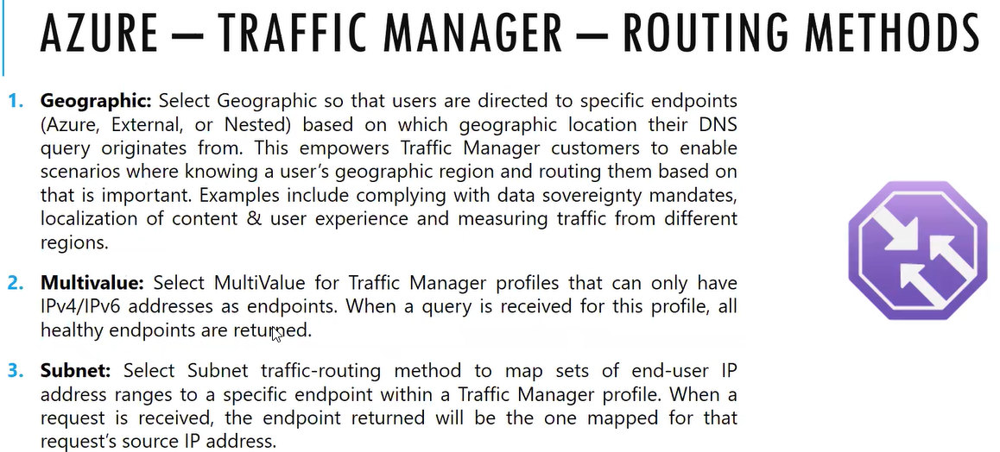 AZURE – TRAFFIC MANAGER – ROUTING METHODS
1. Geographic: Select Geographic so that users are directed to specific endpoints
(Azure, External, or Nested) based on which geographic location their DNS
query originates from. This empowers Traffic Manager customers to enable
scenarios where knowing a user’s geographic region and routing them based on
that is important. Examples include complying with data sovereignty mandates,
localization of content & user experience and measuring traffic from different
regions.
2. Multivalue: Select MultiValue for Traffic Manager profiles that can only have
IPv4/IPv6 addresses as endpoints. When a query is received for this profile, all
healthy endpoints are returned.
3. Subnet: Select Subnet traffic-routing method to map sets of end-user IP
address ranges to a specific endpoint within a Traffic Manager profile. When a
request is received, the endpoint returned will be the one mapped for that
request’s source IP address.